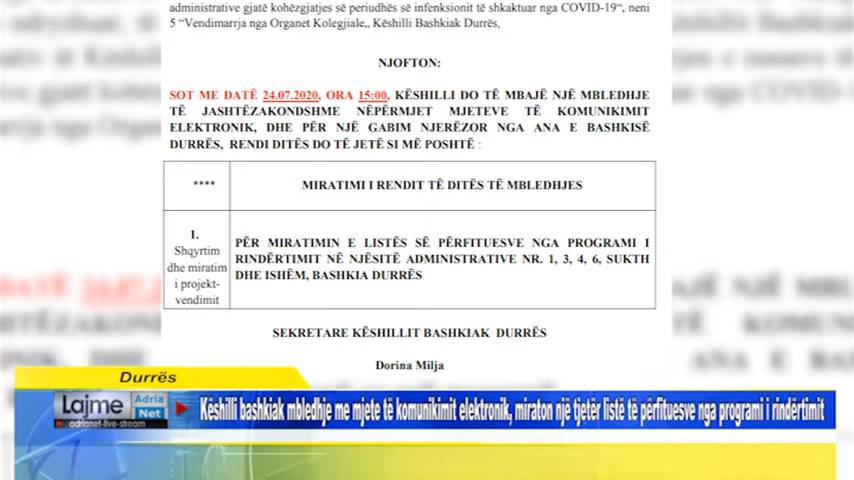 administrative gjatë kohëzgjatjes së periudhës së infenksionit të shkaktuar nga COVID-19“, neni
5 “Vendimarrja nga Organet Kolegjiale„, Këshilli Bashkiak Durrës,
NJOFTON:
SOT ME DATË 24.07.2020, ORA 15:00, KËSHILLI DO TË MBAJË NJË MBLEDHJE
TË JASHTËZAKONDSHME NËPËRMJET MJETEVE TË KOMUNIKIMIT
ELEKTRONIK, DHE PËR NJË GABIM NJERËZOR NGA ANA E BASHKISË
DURRËS, RENDI DITËS DO TË JETË SI MË POSHTË :
**** MIRATIMI I RENDIT TË DITËS TË MBLEDHJES
1.
Shqyrtim
dhe miratim
i projekt-
vendimit
PËR MIRATIMIN E LISTËS SË PËRFITUESVE NGA PROGRAMI I
RINDËRTIMIT NË NJËSITË ADMINISTRATIVE NR. 1, 3, 4, 6, SUKTH
DHE ISHËM, BASHKIA DURRËS
SEKRETARE KËSHILLIT BASHKIAK DURRËS
Dorina Milja
Durrës
Lajme Adria Net
adrianet-live-stream
Këshilli bashkiak mbledhje me mjete të komunikimit elektronik, miraton një tjetër listë të përfituesve nga programi i rindërtimit